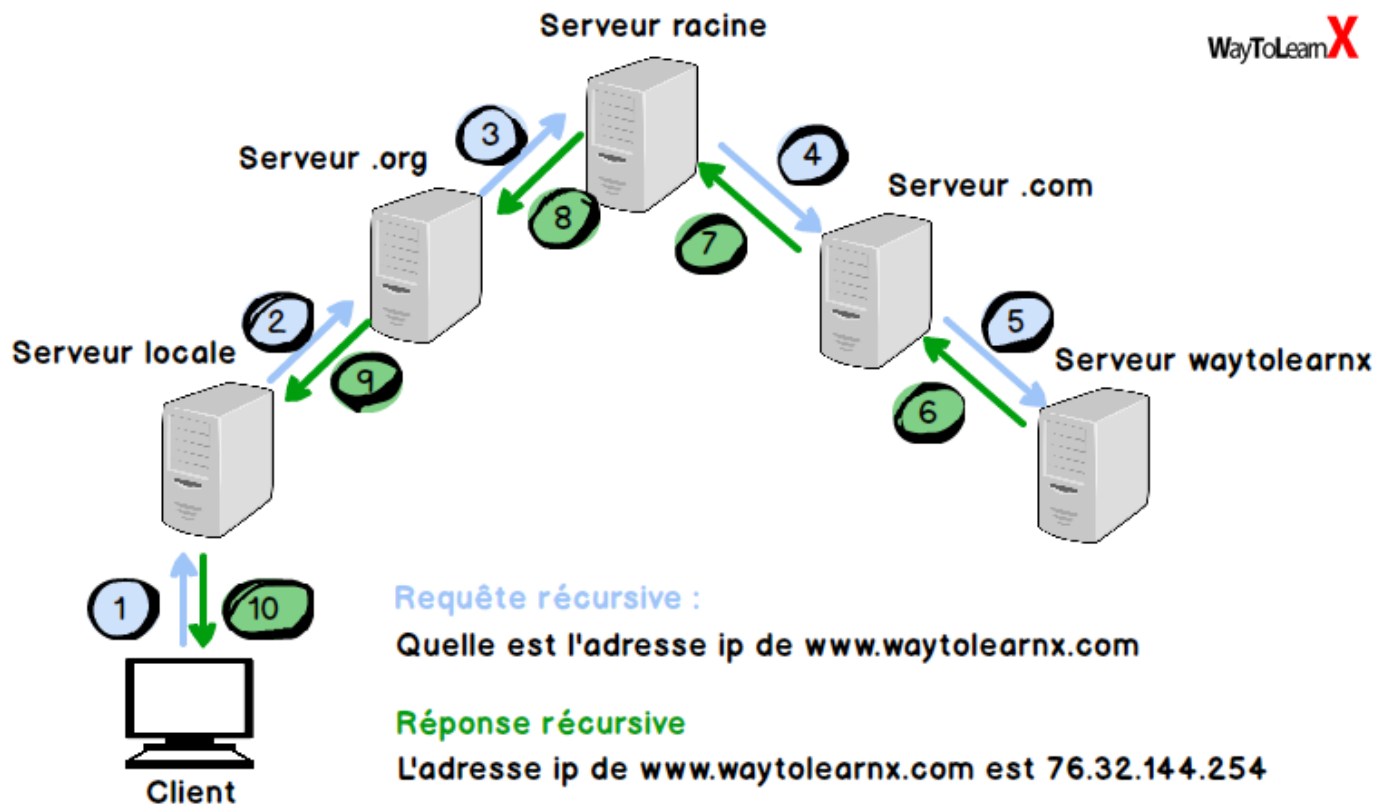 Serveur racine
WayToLearnX
3
Serveur .org
4
Serveur .com
8
7
2
5
Serveur locale
Serveur waytolearnx
9
6
1
10
Requête récursive :
Quelle est l'adresse ip de www.waytolearnx.com
Réponse récursive
L'adresse ip de www.waytolearnx.com est 76.32.144.254
Client